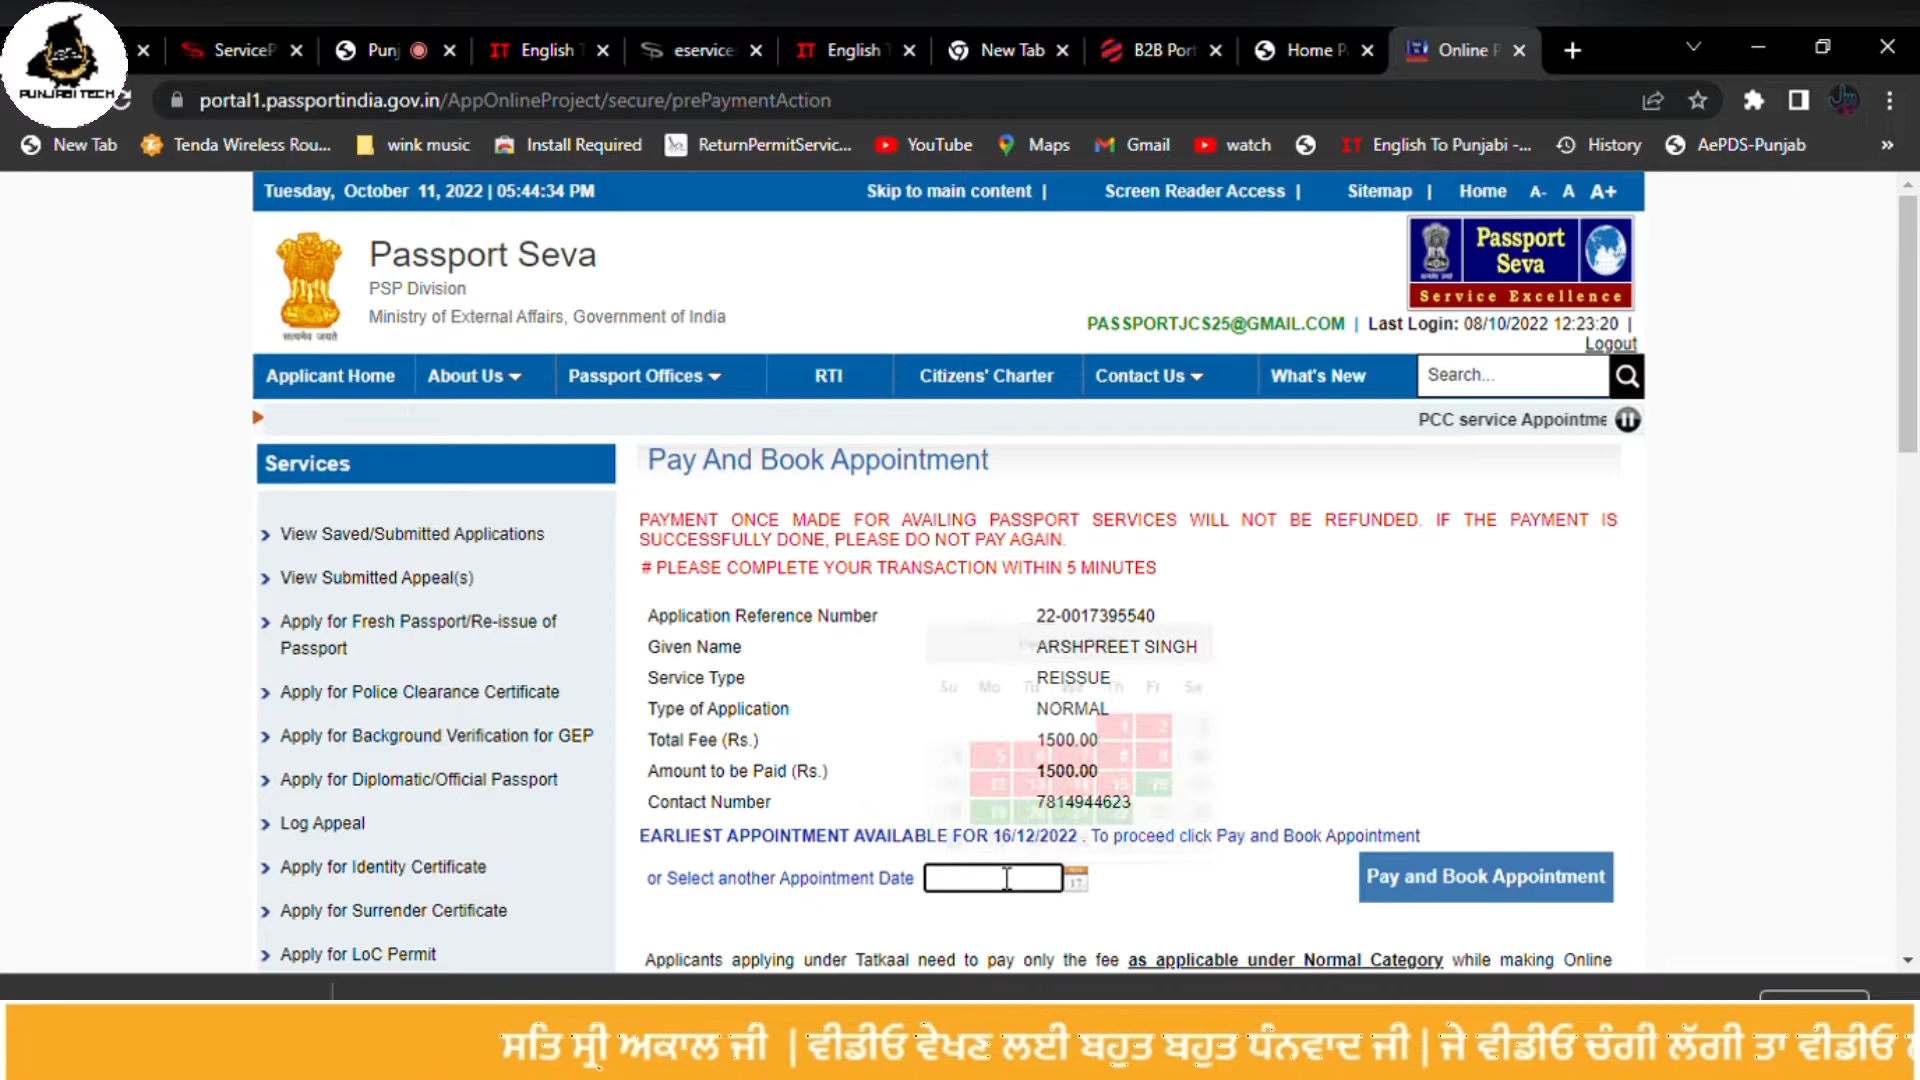 PUNJABI TECH
ServiceP
Punj
English
eservice
English
New Tab
B2B Por
Home P
Online P
portal1.passportindia.gov.in/AppOnlineProject/secure/prePaymentAction
New Tab
Tenda Wireless Rou...
wink music
Install Required
ReturnPermitServic...
YouTube
Maps
Gmail
watch
English To Punjabi -...
History
AePDS-Punjab
Tuesday, October 11, 2022 | 05:44:34 PM
Skip to main content |
Screen Reader Access |
Sitemap |
Home
A- A A+
Passport Seva
PSP Division
Ministry of External Affairs, Government of India
सत्यमेव जयते
Passport Seva
Service Excellence
PASSPORTJCS25@GMAIL.COM | Last Login: 08/10/2022 12:23:20 |
Logout
Applicant Home
About Us
Passport Offices
RTI
Citizens' Charter
Contact Us
What's New
Search...
PCC service Appointme
Services
View Saved/Submitted Applications
View Submitted Appeal(s)
Apply for Fresh Passport/Re-issue of
Passport
Apply for Police Clearance Certificate
Apply for Background Verification for GEP
Apply for Diplomatic/Official Passport
Log Appeal
Apply for Identity Certificate
Apply for Surrender Certificate
Apply for LoC Permit
Pay And Book Appointment
PAYMENT ONCE MADE FOR AVAILING PASSPORT SERVICES WILL NOT BE REFUNDED. IF THE PAYMENT IS
SUCCESSFULLY DONE, PLEASE DO NOT PAY AGAIN.
# PLEASE COMPLETE YOUR TRANSACTION WITHIN 5 MINUTES
Application Reference Number 22-0017395540
Given Name ARSHPREET SINGH
Service Type REISSUE
Type of Application NORMAL
Total Fee (Rs.) 1500.00
Amount to be Paid (Rs.) 1500.00
Contact Number 7814944623
EARLIEST APPOINTMENT AVAILABLE FOR 16/12/2022 . To proceed click Pay and Book Appointment
or Select another Appointment Date
Pay and Book Appointment
Applicants applying under Tatkaal need to pay only the fee as applicable under Normal Category while making Online
ਸਤਿ ਸ੍ਰੀ ਅਕਾਲ ਜੀ | ਵੀਡੀਓ ਵੇਖਣ ਲਈ ਬਹੁਤ ਬਹੁਤ ਧੰਨਵਾਦ ਜੀ | ਜੇ ਵੀਡੀਓ ਚੰਗੀ ਲੱਗੀ ਤਾ ਵੀਡੀਓ